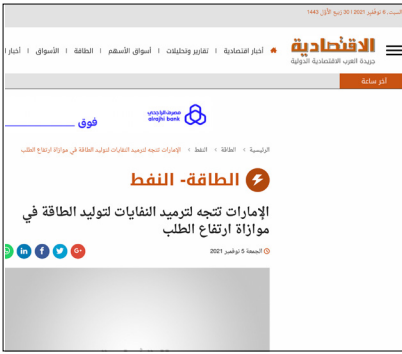 السبت, 6 نوفمبر 2021 | 30 ربيع الأول 1443
الاقتصادية
جريدة العرب الاقتصادية الدولية
أخبار اقتصادية | تقارير وتحليلات | أسواق الأسهم | الطاقة | الأسواق | أخبار ا
آخر ساعة
مصرف الراجحي
alrajhi bank
فوق
الرئيسية > الطاقة > النفط > الإمارات تتجه لترميد النفايات لتوليد الطاقة في موازاة ارتفاع الطلب
الطاقة- النفط
الإمارات تتجه لترميد النفايات لتوليد الطاقة في
موازاة ارتفاع الطلب
الجمعة 5 نوفمبر 2021